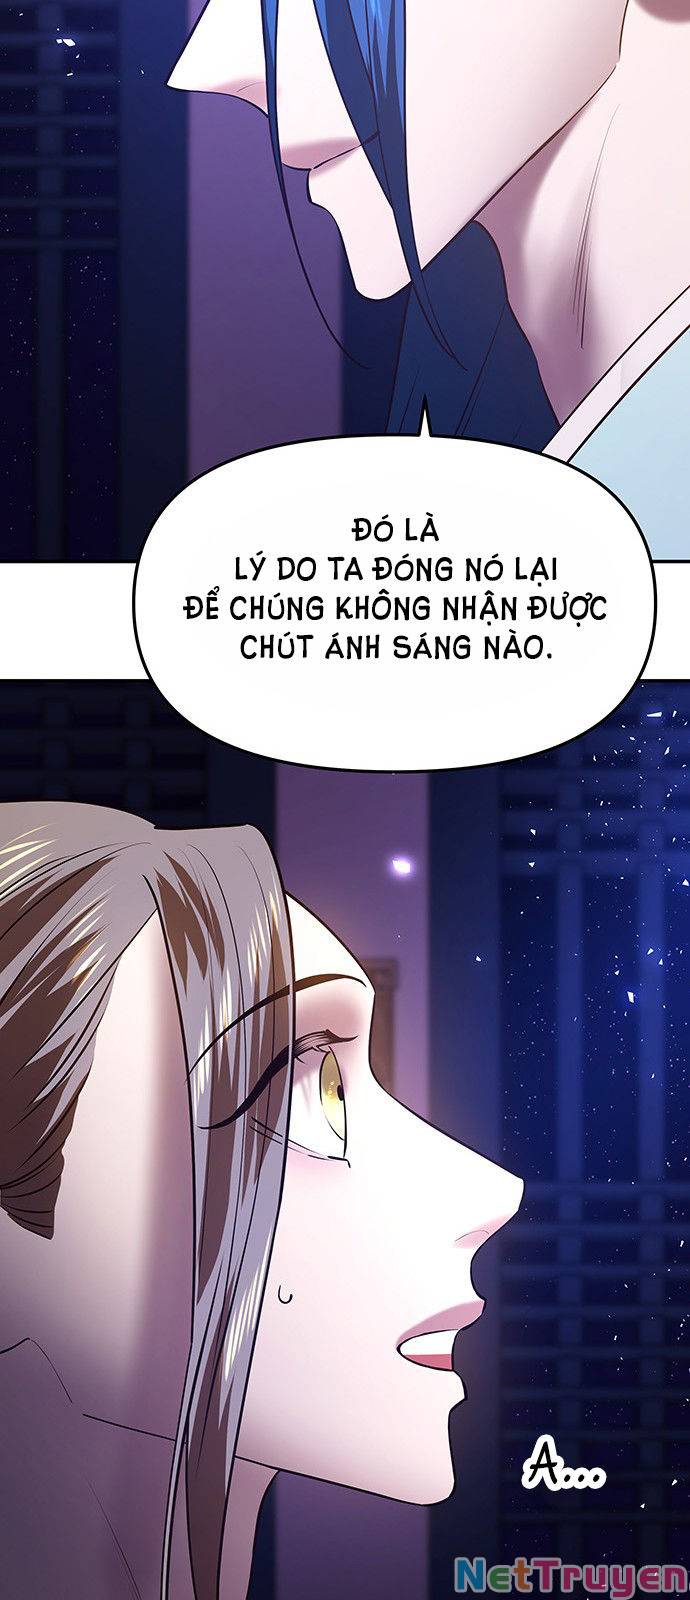 ĐÓ LÀ
LÝ DO TA ĐÓNG NÓ LẠI
ĐỂ CHÚNG KHÔNG NHẬN ĐƯỢC
CHÚT ÁNH SÁNG NÀO.
A...
NetTruyen